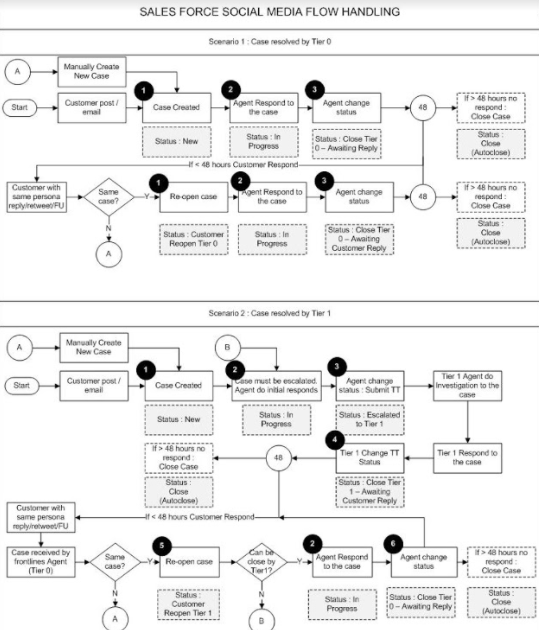 SALES FORCE SOCIAL MEDIA FLOW HANDLING
Scenario 1 : Case resolved by Tier 0
A
Manually Create
New Case
Start
Customer post /
email
1
Case Created
Status : New
2
Agent Respond to
the case
Status : In
Progress
3
Agent change
status
Status : Close Tier
0 – Awaiting Reply
48
If > 48 hours no
respond :
Close Case
Status :
Close
(Autoclose)
If < 48 hours Customer Respond
Customer with
same persona
reply/retweet/FU
Same
case?
Y
N
A
1
Re-open case
Status : Customer
Reopen Tier 0
2
Agent Respond to
the case
Status : In
Progress
3
Agent change
status
Status : Close Tier
0 – Awaiting
Customer Reply
48
If > 48 hours no
respond :
Close Case
Status :
Close
(Autoclose)
Scenario 2 : Case resolved by Tier 1
A
Manually Create
New Case
Start
Customer post /
email
1
Case Created
Status : New
B
2
Case must be escalated.
Agent do initial responds
Status : In
Progress
3
Agent change
status : Submit TT
Status : Escalated
to Tier 1
Tier 1 Agent do
Investigation to the
case
Tier 1 Respond to
the case
4
Tier 1 Change TT
Status
Status : Close Tier
1 – Awaiting
Customer Reply
48
If > 48 hours no
respond :
Close Case
Status :
Close
(Autoclose)
If < 48 hours Customer Respond
Customer with
same persona
reply/retweet/FU
Case received by
frontlines Agent
(Tier 0)
Same
case?
Y
N
A
5
Re-open case
Status :
Customer
Reopen Tier 1
Can be
close by
Tier1?
Y
N
B
2
Agent Respond
to the case
Status : In
Progress
6
Agent change
status
Status : Close Tier
0 – Awaiting Reply
If > 48 hours no
respond :
Close Case
Status :
Close
(Autoclose)